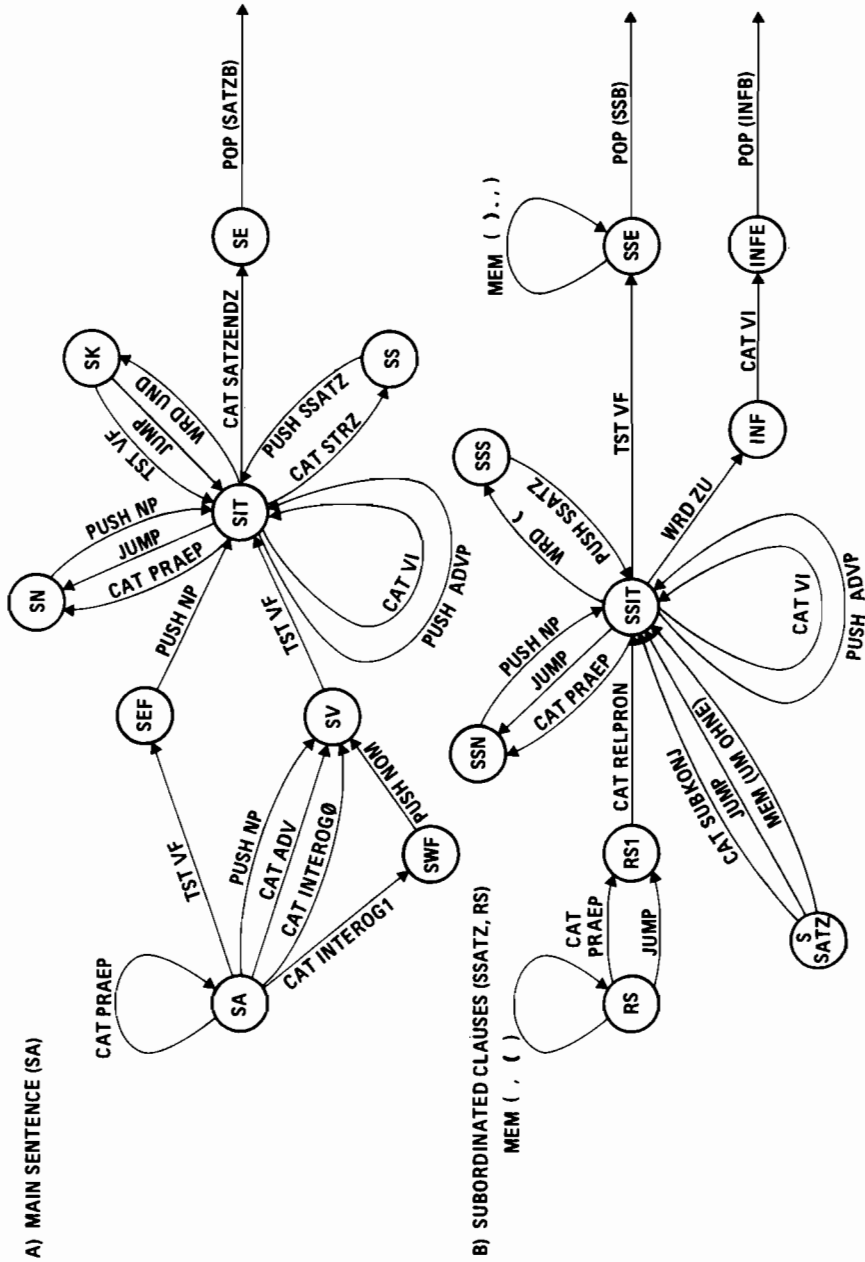 A) MAIN SENTENCE (SA)
CAT PRAEP
SA
TST VF
SEF
PUSH NP
PUSH NP
CAT ADV
CAT INTEROGØ
CAT INTEROG1
SWF
PUSH NOM
SV
TST VF
SN
PUSH NP
JUMP
CAT PRAEP
SIT
SK
TST VF
JUMP
WRD UND
PUSH SSATZ
CAT STRZ
SS
CAT VI
PUSH ADVP
CAT SATZENDZ
SE
POP (SATZB)
B) SUBORDINATED CLAUSES (SSATZ, RS)
MEM ( , ( )
RS
CAT
PRAEP
JUMP
RS1
CAT RELPRON
SSN
PUSH NP
JUMP
CAT PRAEP
SSIT
SSS
WRD (
PUSH SSATZ
S
SATZ
CAT SUBKONJ
JUMP
MEM (UM OHNE)
CAT VI
PUSH ADVP
TST VF
SSE
MEM ( ) . , )
POP (SSB)
WRD ZU
INF
CAT VI
INFE
POP (INFB)